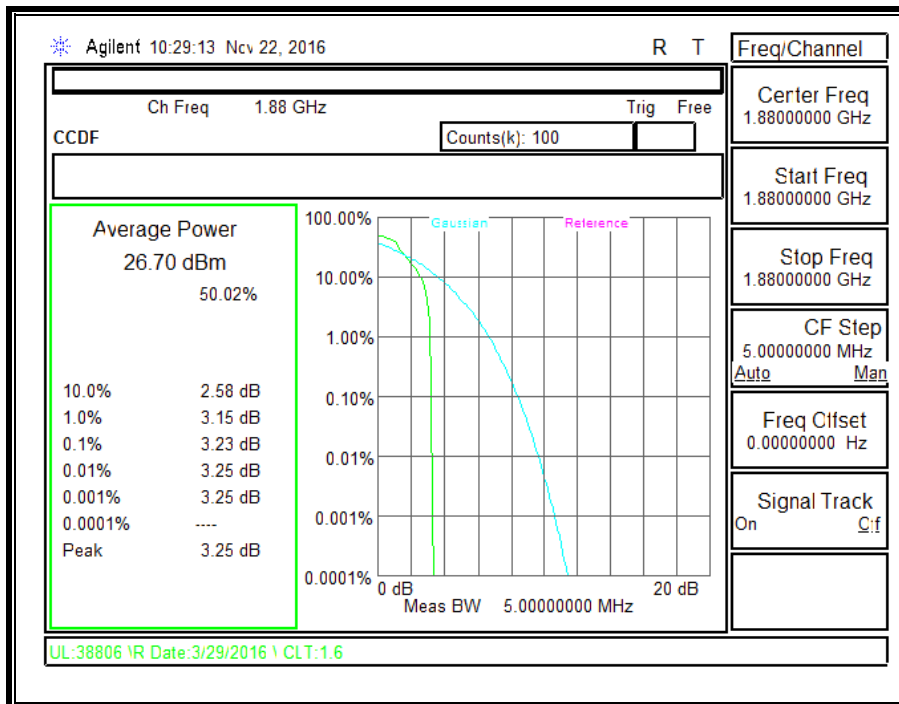 Agilent 10:29:13 Nov 22, 2016 R T
Freq/Channel
Ch Freq 1.88 GHz Trig Free
CCDF Counts(k): 100
Average Power
26.70 dBm
50.02%
10.0% 2.58 dB
1.0% 3.15 dB
0.1% 3.23 dB
0.01% 3.25 dB
0.001% 3.25 dB
0.0001% ----
Peak 3.25 dB
Gaussian Reference
100.00%
10.00%
1.00%
0.10%
0.01%
0.001%
0.0001%
0 dB 20 dB
Meas BW 5.00000000 MHz
Center Freq
1.88000000 GHz
Start Freq
1.88000000 GHz
Stop Freq
1.88000000 GHz
CF Step
5.00000000 MHz
Auto Man
Freq Offset
0.00000000 Hz
Signal Track
On Off
UL:38806 \R Date:3/29/2016 \ CLT:1.6